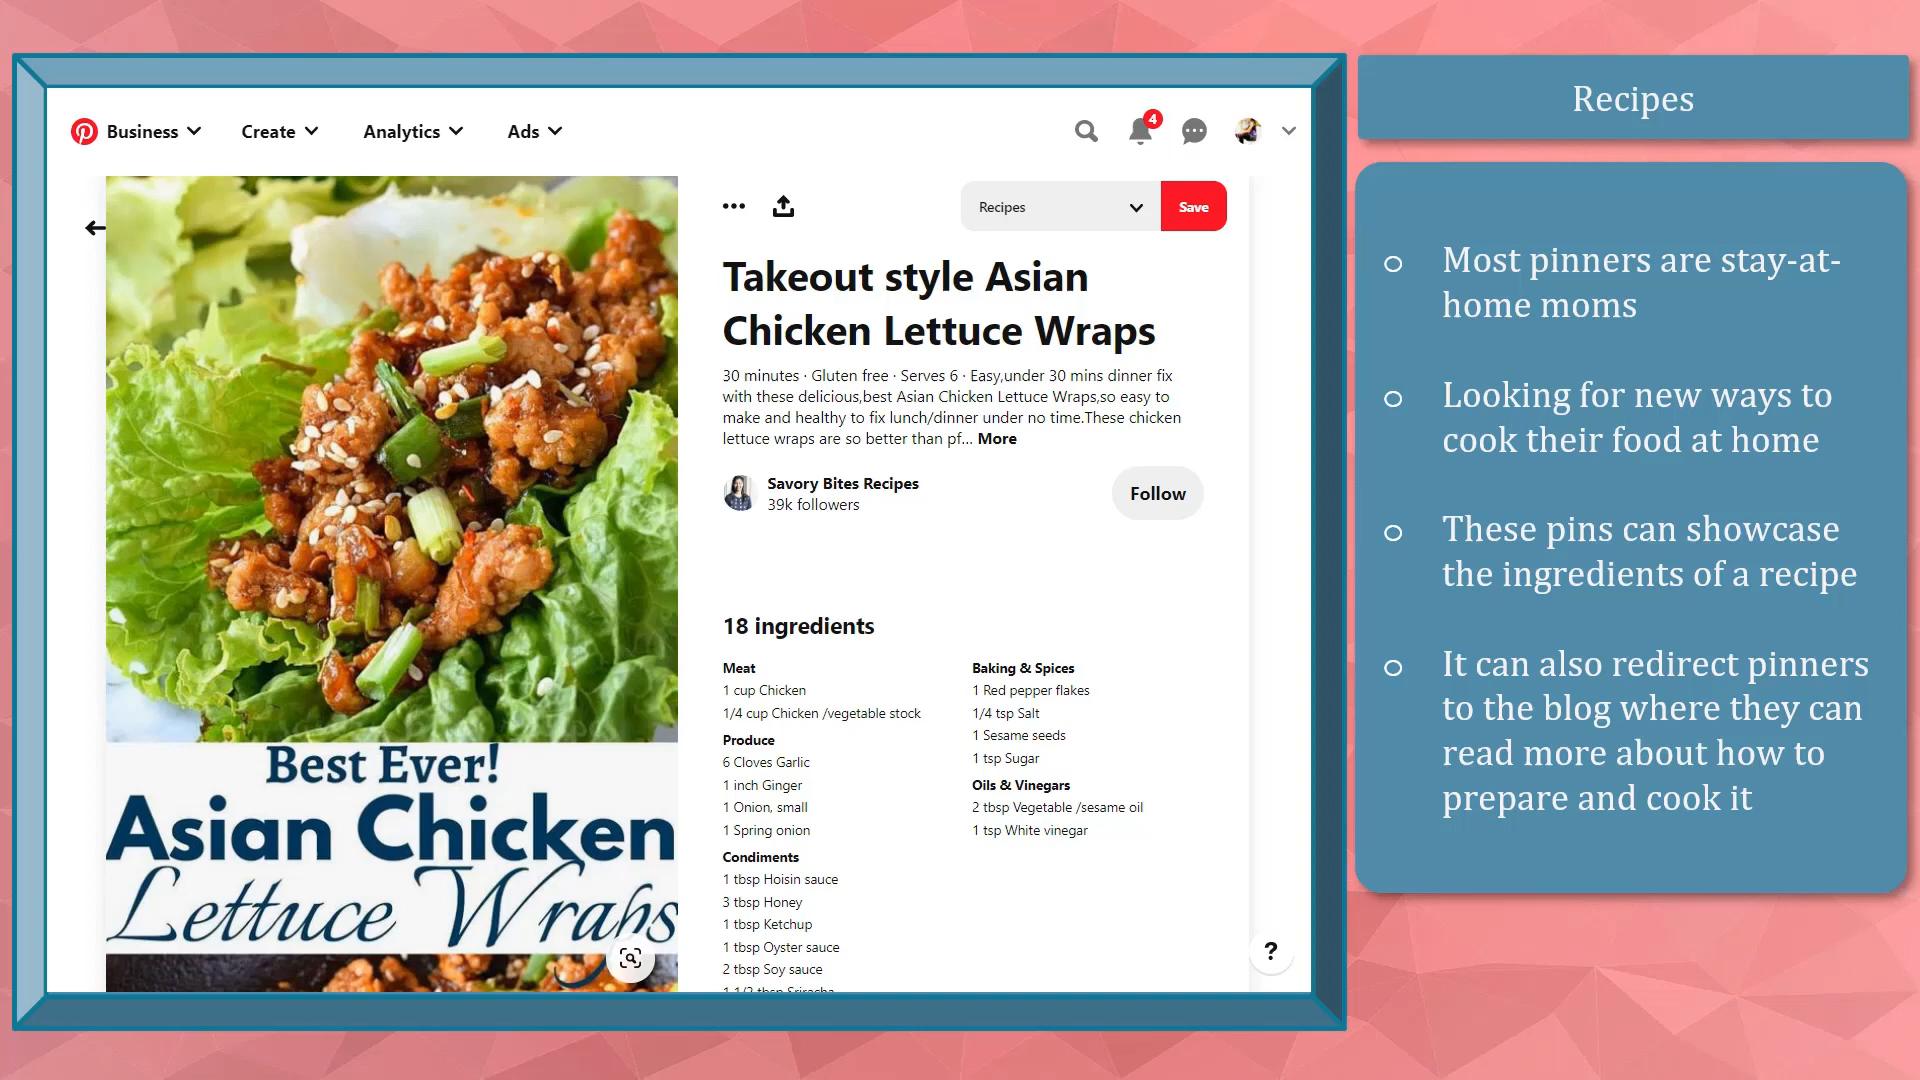 Business
Create
Analytics
Ads
4
Recipes
Save
Takeout style Asian
Chicken Lettuce Wraps
30 minutes · Gluten free · Serves 6 · Easy,under 30 mins dinner fix
with these delicious,best Asian Chicken Lettuce Wraps,so easy to
make and healthy to fix lunch/dinner under no time.These chicken
lettuce wraps are so better than pf... More
Savory Bites Recipes
39k followers
Follow
18 ingredients
Meat
1 cup Chicken
1/4 cup Chicken /vegetable stock
Produce
6 Cloves Garlic
1 inch Ginger
1 Onion, small
1 Spring onion
Condiments
1 tbsp Hoisin sauce
3 tbsp Honey
1 tbsp Ketchup
1 tbsp Oyster sauce
2 tbsp Soy sauce
1 1/2 tbsp Sriracha
Baking & Spices
1 Red pepper flakes
1/4 tsp Salt
1 Sesame seeds
1 tsp Sugar
Oils & Vinegars
2 tbsp Vegetable /sesame oil
1 tsp White vinegar
?
Best Ever!
Asian Chicken
Lettuce Wraps
Recipes
Most pinners are stay-at-
home moms
Looking for new ways to
cook their food at home
These pins can showcase
the ingredients of a recipe
It can also redirect pinners
to the blog where they can
read more about how to
prepare and cook it